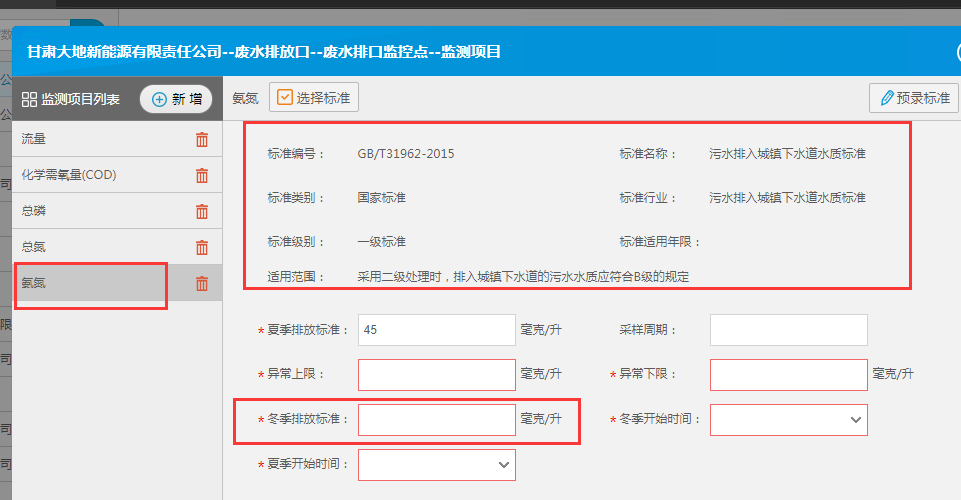 数
公
公
司
限
司
司
司
甘肃大地新能源有限责任公司--废水排放口--废水排口监控点--监测项目
监测项目列表
新 增
流量
化学需氧量(COD)
总磷
总氮
氨氮
氨氮
选择标准
预录标准
标准编号： GB/T31962-2015 标准名称： 污水排入城镇下水道水质标准
标准类别： 国家标准 标准行业： 污水排入城镇下水道水质标准
标准级别： 一级标准 标准适用年限：
适用范围： 采用二级处理时，排入城镇下水道的污水水质应符合B级的规定
*夏季排放标准： 45 毫克/升 采样周期：
*异常上限： 毫克/升 *异常下限： 毫克/升
*冬季排放标准： 毫克/升 *冬季开始时间：
*夏季开始时间：